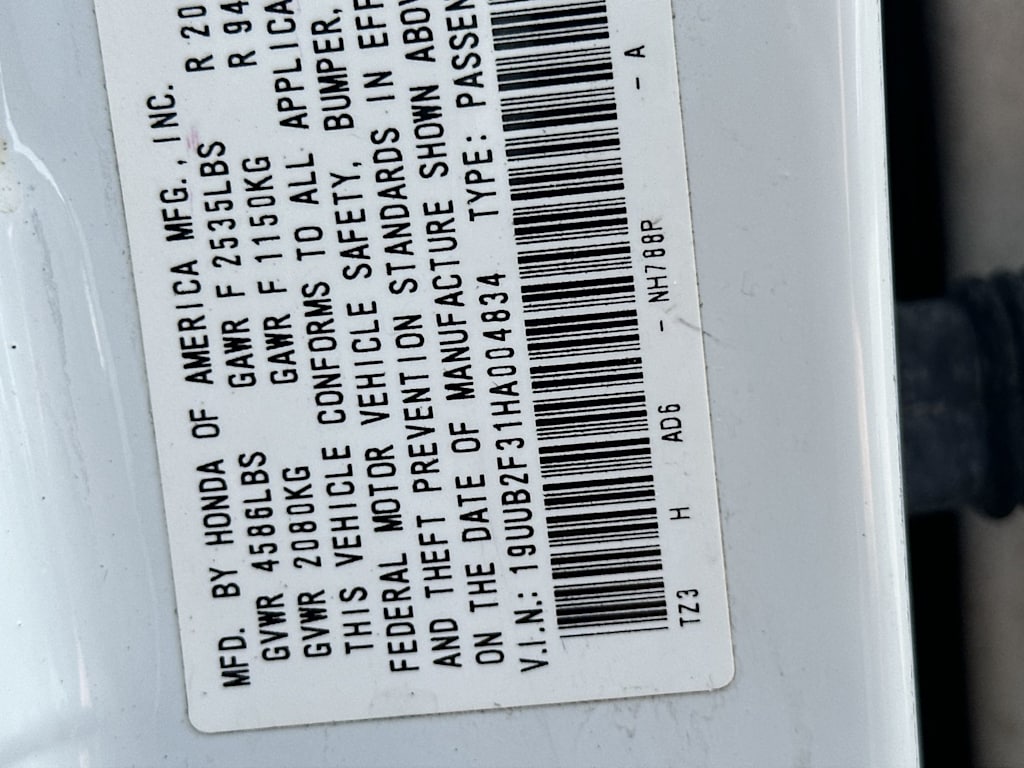 MFD. BY HONDA OF AMERICA MFG., INC.
GVWR 4586LBS GAWR F 2535LBS R 20
GVWR 2080KG GAWR F 1150KG R 94
THIS VEHICLE CONFORMS TO ALL APPLICA
FEDERAL MOTOR VEHICLE SAFETY, BUMPER,
AND THEFT PREVENTION STANDARDS IN EFF
ON THE DATE OF MANUFACTURE SHOWN ABOV
V.I.N.: 19UUB2F31HA004834 TYPE: PASSEN
TZ3 H AD6 - NH788P - A